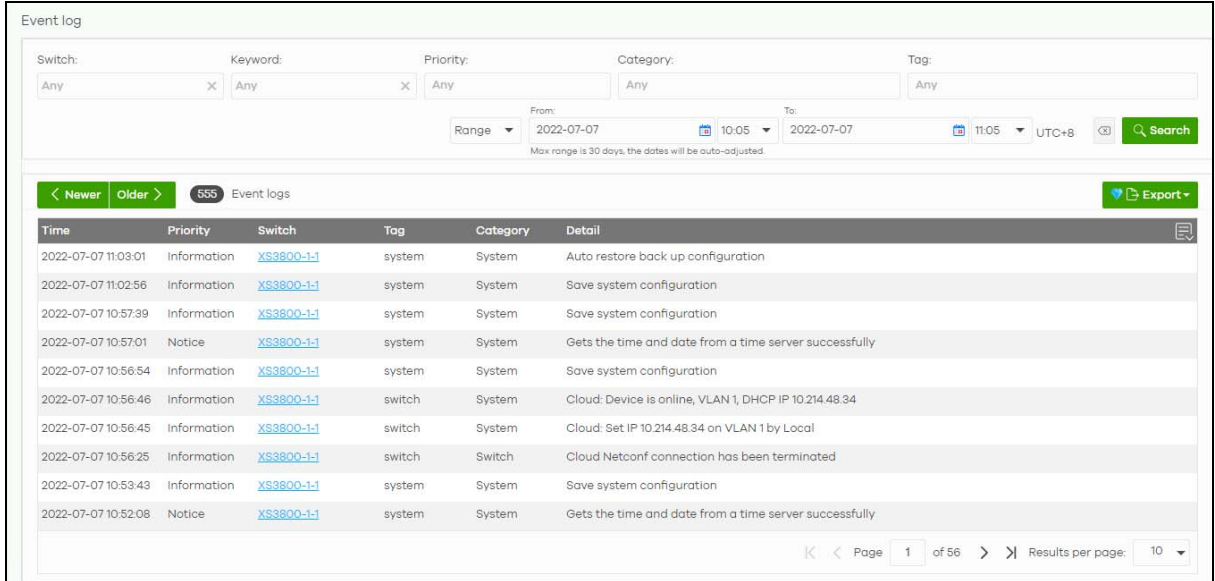 Event log
Switch: Keyword: Priority: Category: Tag:
Any Any Any Any Any
From: To:
Range 2022-07-07 10:05 2022-07-07 11:05 UTC+8 Search
Max range is 30 days, the dates will be auto-adjusted.
Newer Older 555 Event logs Export
Time Priority Switch Tag Category Detail
2022-07-07 11:03:01 Information XS3800-1-1 system System Auto restore back up configuration
2022-07-07 11:02:56 Information XS3800-1-1 system System Save system configuration
2022-07-07 10:57:39 Information XS3800-1-1 system System Save system configuration
2022-07-07 10:57:01 Notice XS3800-1-1 system System Gets the time and date from a time server successfully
2022-07-07 10:56:54 Information XS3800-1-1 system System Save system configuration
2022-07-07 10:56:46 Information XS3800-1-1 switch System Cloud: Device is online, VLAN 1, DHCP IP 10.214.48.34
2022-07-07 10:56:45 Information XS3800-1-1 switch System Cloud: Set IP 10.214.48.34 on VLAN 1 by Local
2022-07-07 10:56:25 Information XS3800-1-1 switch Switch Cloud Netconf connection has been terminated
2022-07-07 10:53:43 Information XS3800-1-1 system System Save system configuration
2022-07-07 10:52:08 Notice XS3800-1-1 system System Gets the time and date from a time server successfully
Page 1 of 56 Results per page: 10